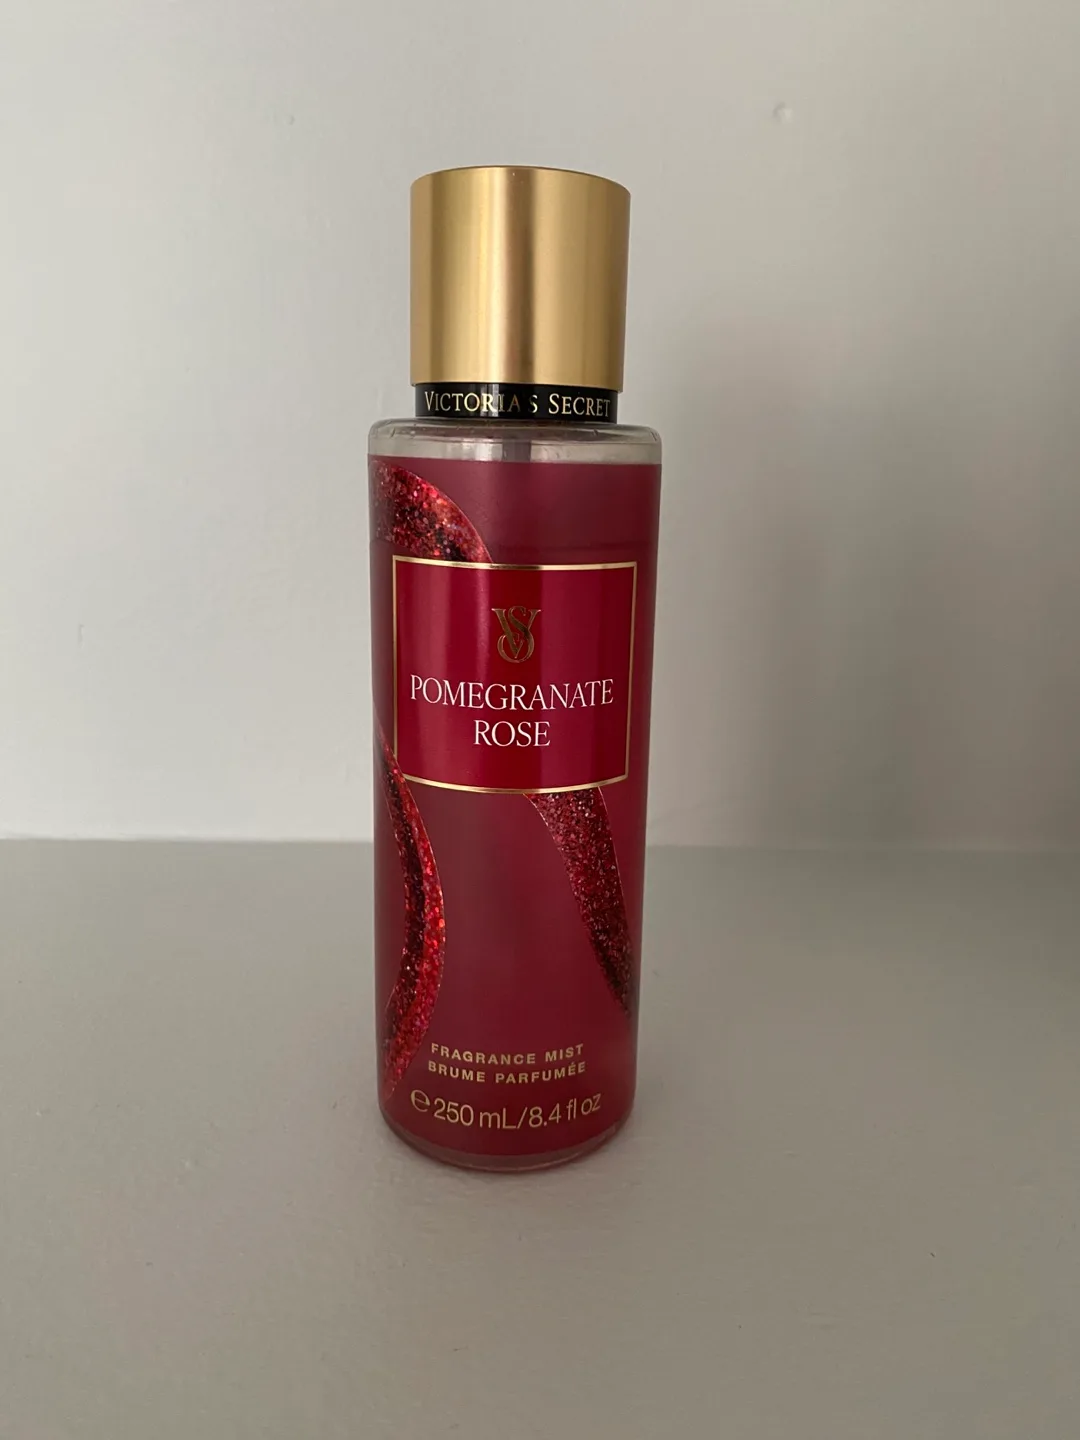 VICTORIA'S SECRET
VS
POMEGRANATE
ROSE
FRAGRANCE MIST
BRUME PARFUMÉE
℮ 250 mL/8.4 fl oz